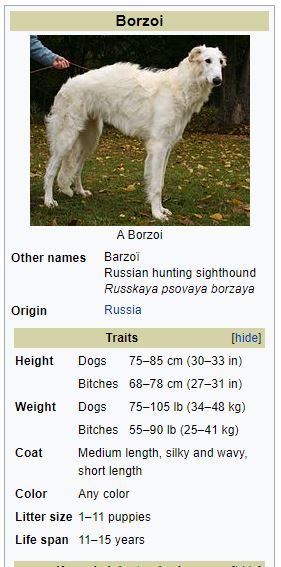 Borzoi
A Borzoi
Other names Barzoï
Russian hunting sighthound
Russkaya psovaya borzaya
Origin Russia
Traits [hide]
Height Dogs 75–85 cm (30–33 in)
Bitches 68–78 cm (27–31 in)
Weight Dogs 75–105 lb (34–48 kg)
Bitches 55–90 lb (25–41 kg)
Coat Medium length, silky and wavy,
short length
Color Any color
Litter size 1–11 puppies
Life span 11–15 years